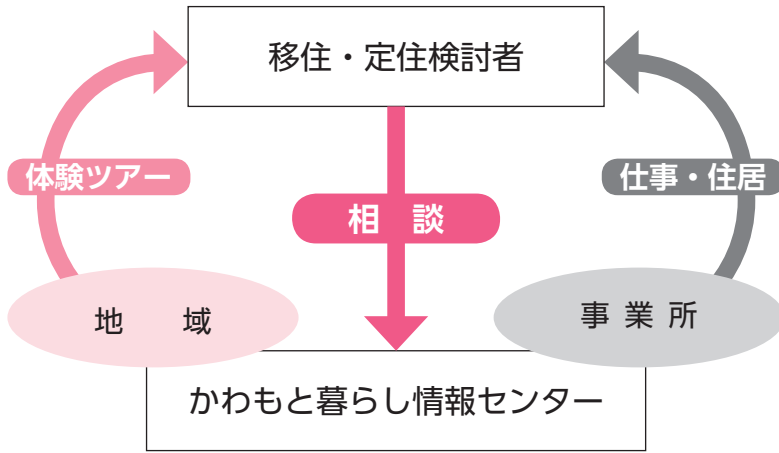 移住・定住検討者
体験ツアー
仕事・住居
相 談
地 域
事業所
かわもと暮らし情報センター